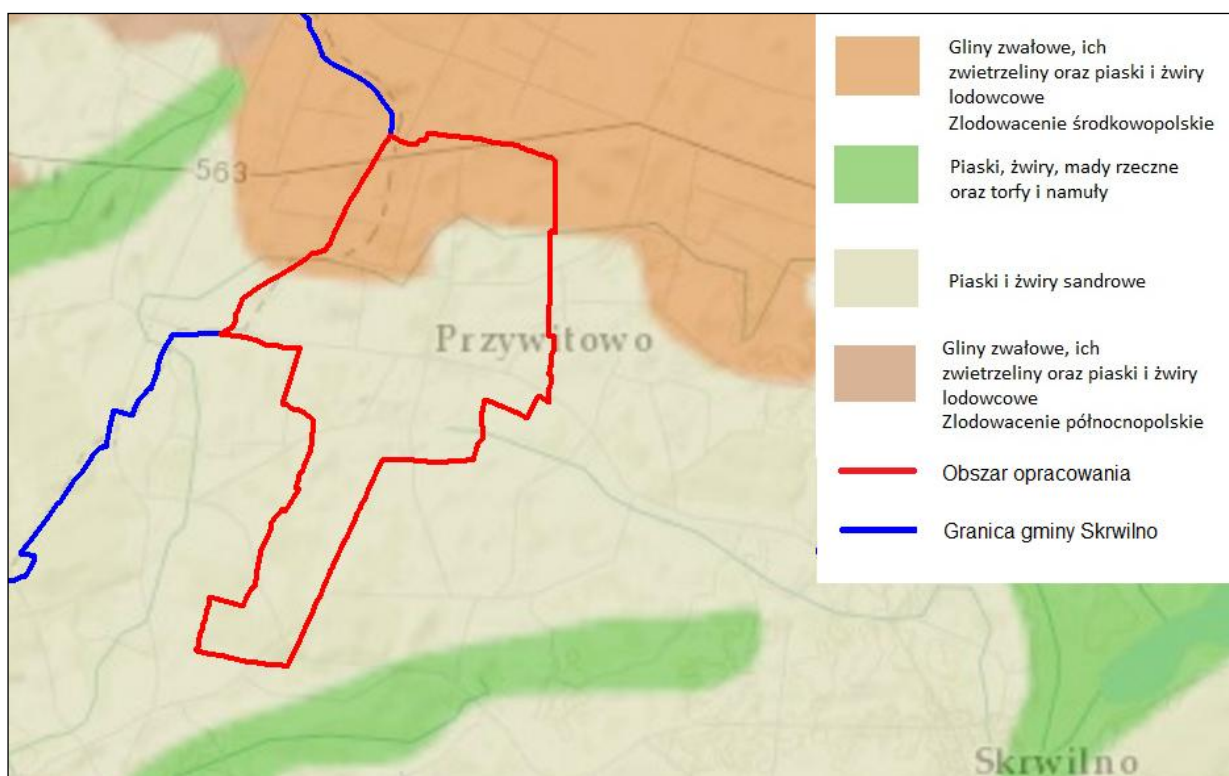 563
Przywitowo
Skrwilno
Gliny zwałowe, ich
zwietrzeliny oraz piaski i żwiry
lodowcowe
Zlodowacenie środkowopolskie
Piaski, żwiry, mady rzeczne
oraz torfy i namuły
Piaski i żwiry sandrowe
Gliny zwałowe, ich
zwietrzeliny oraz piaski i żwiry
lodowcowe
Zlodowacenie północnopolskie
Obszar opracowania
Granica gminy Skrwilno